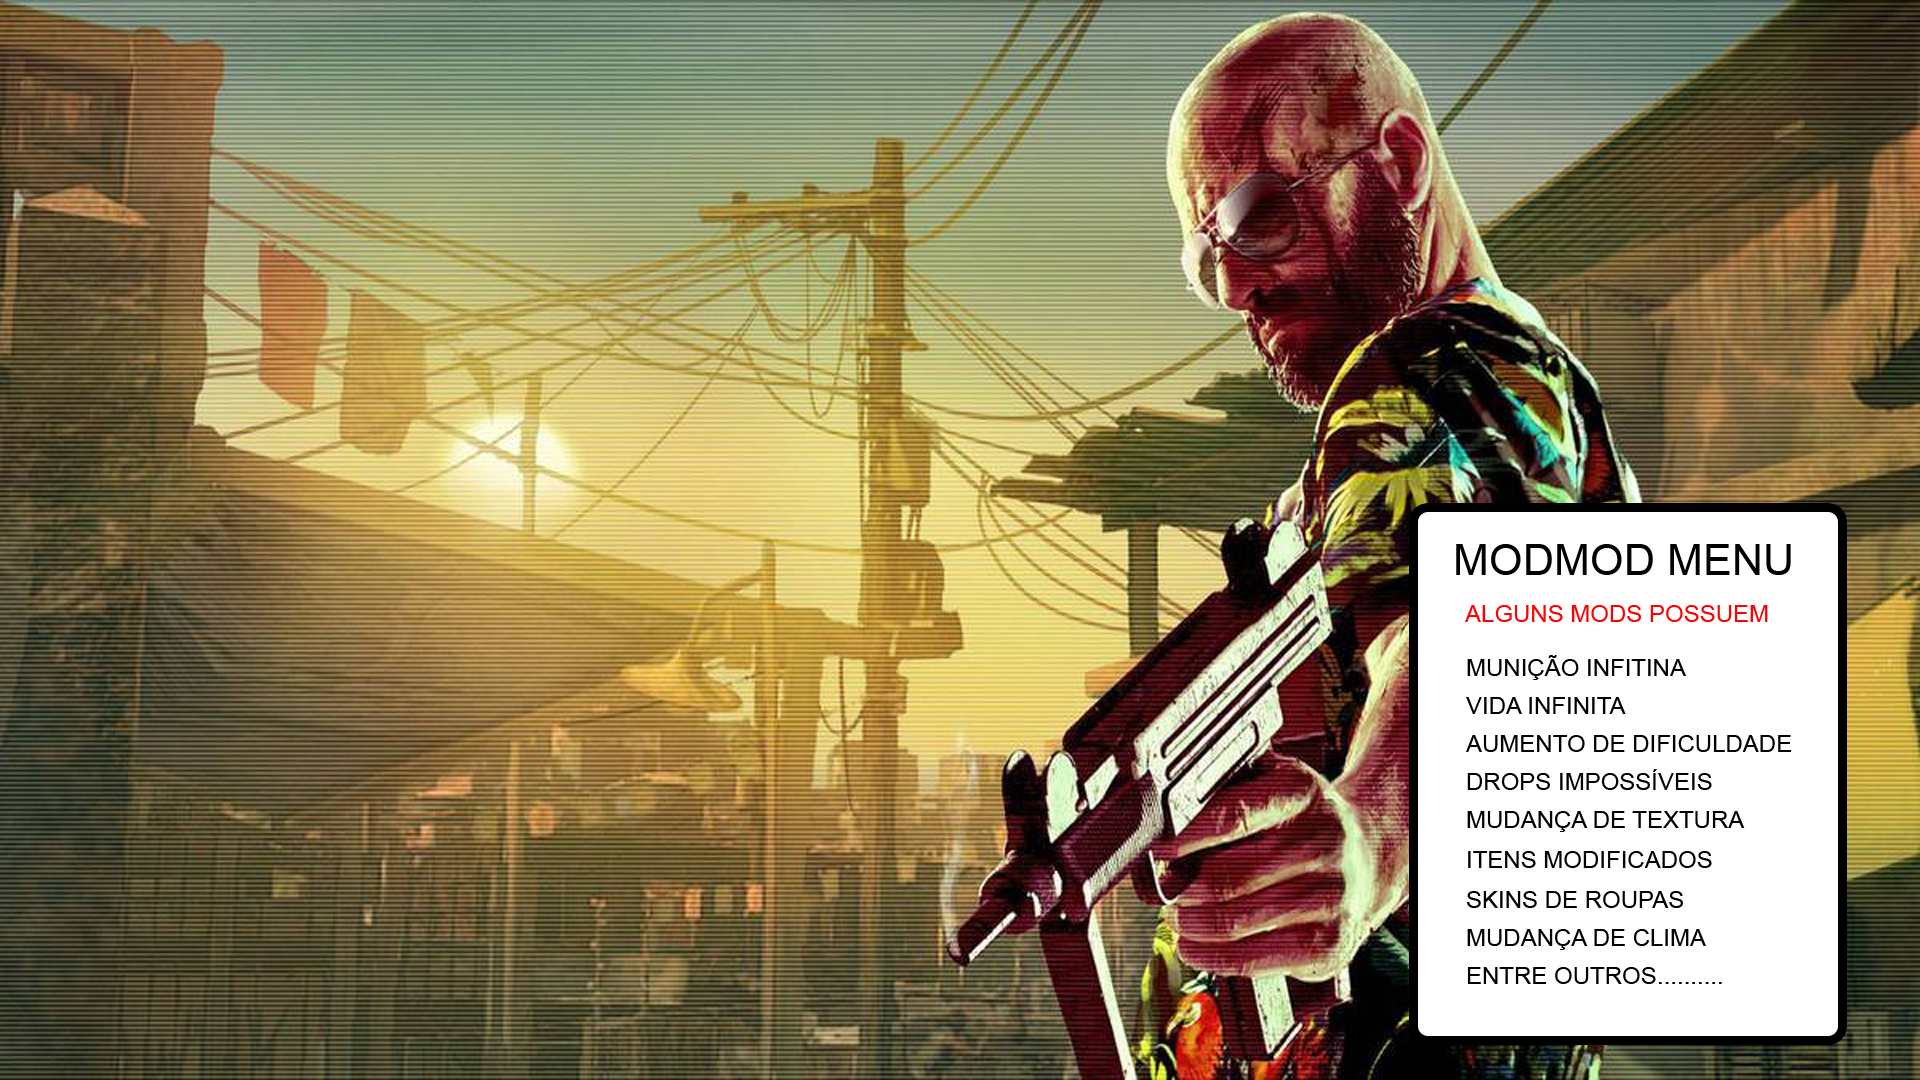 MODMOD MENU
ALGUNS MODS POSSUEM
MUNIÇÃO INFITINA
VIDA INFINITA
AUMENTO DE DIFICULDADE
DROPS IMPOSSÍVEIS
MUDANÇA DE TEXTURA
ITENS MODIFICADOS
SKINS DE ROUPAS
MUDANÇA DE CLIMA
ENTRE OUTROS..........